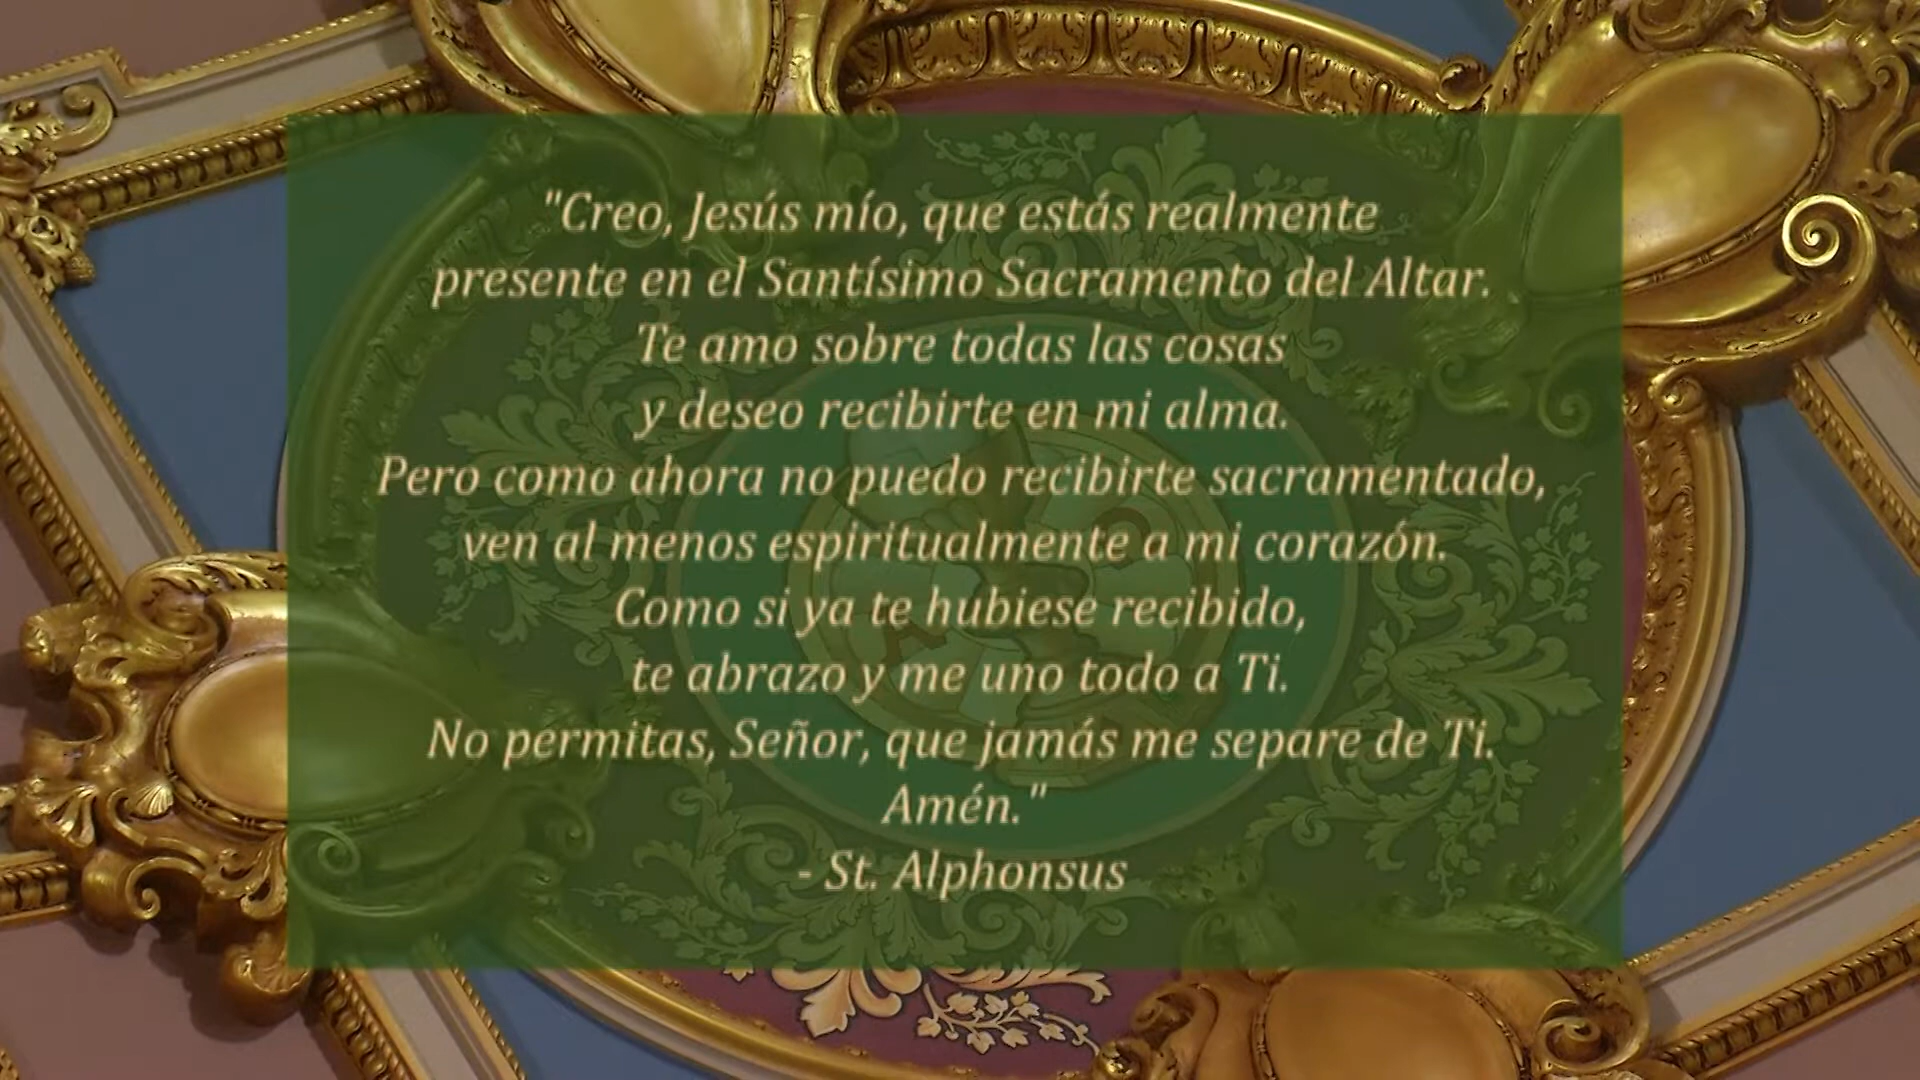 "Creo, Jesús mío, que estás realmente
presente en el Santísimo Sacramento del Altar.
Te amo sobre todas las cosas
y deseo recibirte en mi alma.
Pero como ahora no puedo recibirte sacramentado,
ven al menos espiritualmente a mi corazón.
Como si ya te hubiese recibido,
te abrazo y me uno todo a Ti.
No permitas, Señor, que jamás me separe de Ti.
Amén."
- St. Alphonsus